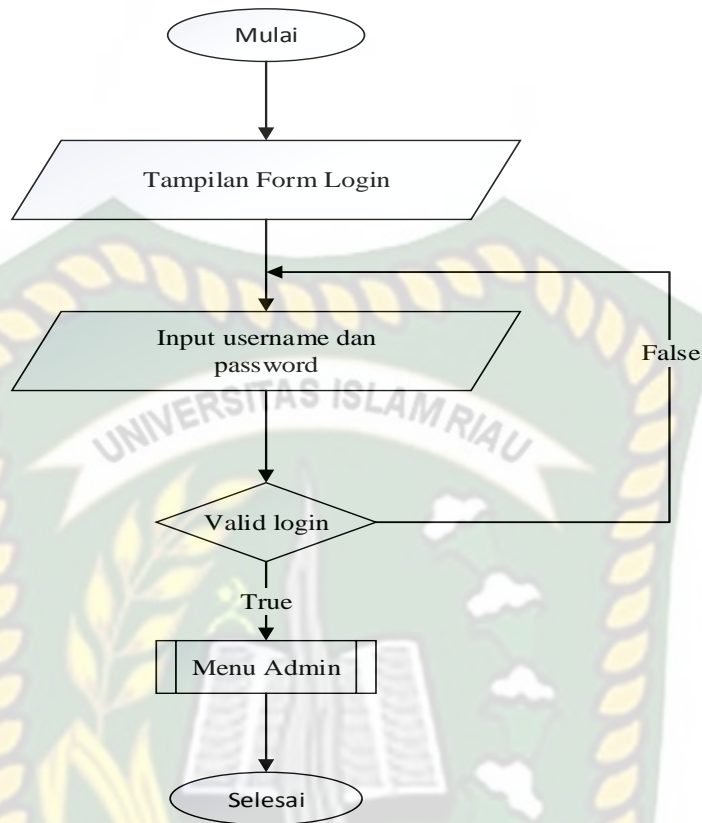 Mulai
Tampilan Form Login
Input username dan
password
False
UNIVERSITAS ISLAM RIAU
Valid login
True
Menu Admin
Selesai